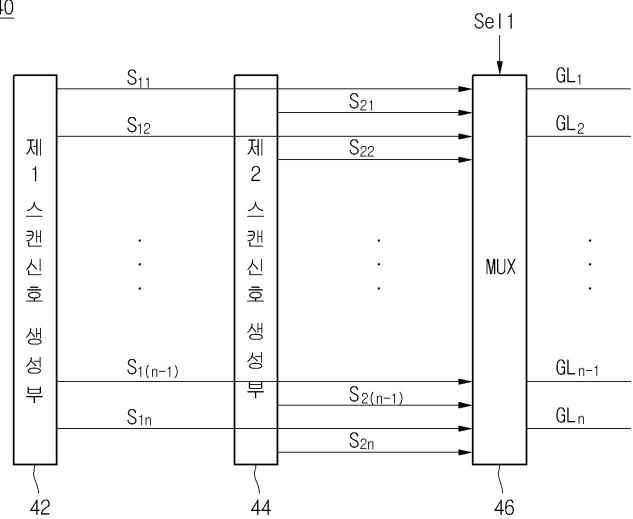 40
Sel1
S11
GL1
S21
S12
GL2
S22
제1 스캔신호 생성부
제2 스캔신호 생성부
MUX
S1(n-1)
GLn-1
S2(n-1)
S1n
GLn
S2n
42
44
46